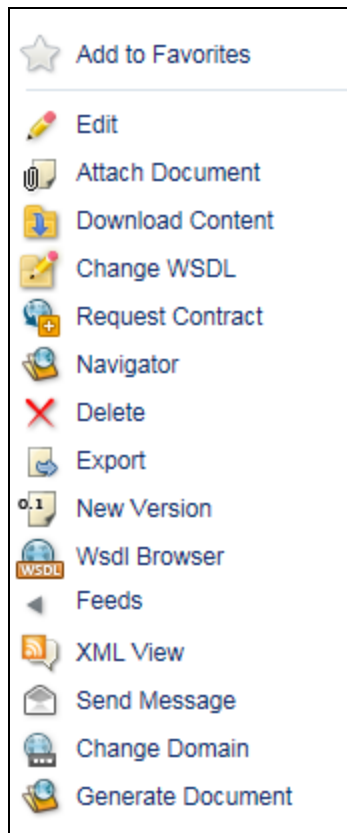 Add to Favorites
Edit
Attach Document
Download Content
Change WSDL
Request Contract
Navigator
Delete
Export
0.1 New Version
Wsdl Browser
WSDL
Feeds
XML View
Send Message
Change Domain
Generate Document